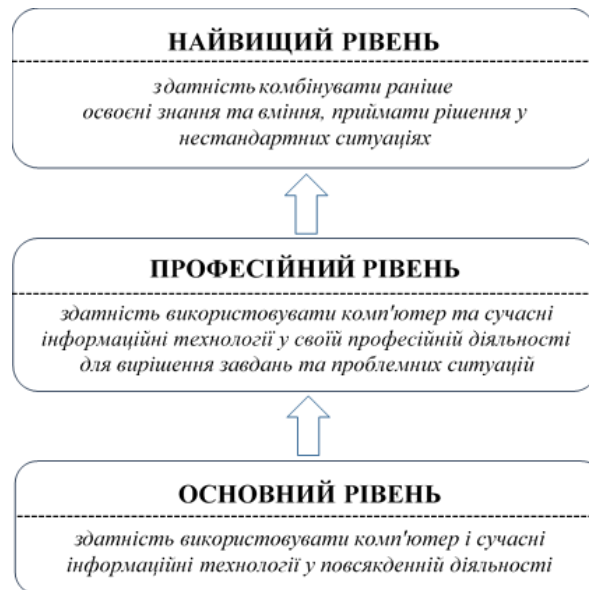 НАЙВИЩИЙ РІВЕНЬ
здатність комбінувати раніше
освоєні знання та вміння, приймати рішення у
нестандартних ситуаціях
ПРОФЕСІЙНИЙ РІВЕНЬ
здатність використовувати комп'ютер та сучасні
інформаційні технології у своїй професійній діяльності
для вирішення завдань та проблемних ситуацій
ОСНОВНИЙ РІВЕНЬ
здатність використовувати комп'ютер і сучасні
інформаційні технології у повсякденній діяльності